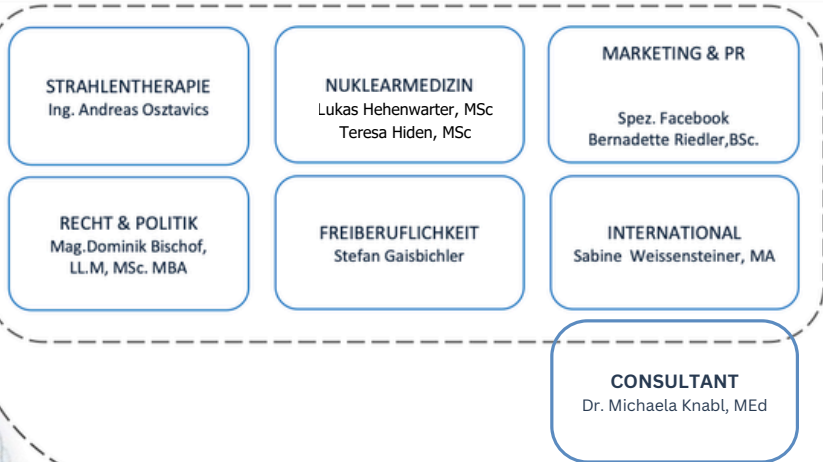 STRAHLENTHERAPIE
Ing. Andreas Osztavics
NUKLEARMEDIZIN
Lukas Hehenwarter, MSc
Teresa Hiden, MSc
MARKETING & PR
Spez. Facebook
Bernadette Riedler,BSc.
RECHT & POLITIK
Mag.Dominik Bischof,
LL.M, MSc. MBA
FREIBERUFLICHKEIT
Stefan Gaisbichler
INTERNATIONAL
Sabine Weissensteiner, MA
CONSULTANT
Dr. Michaela Knabl, MEd